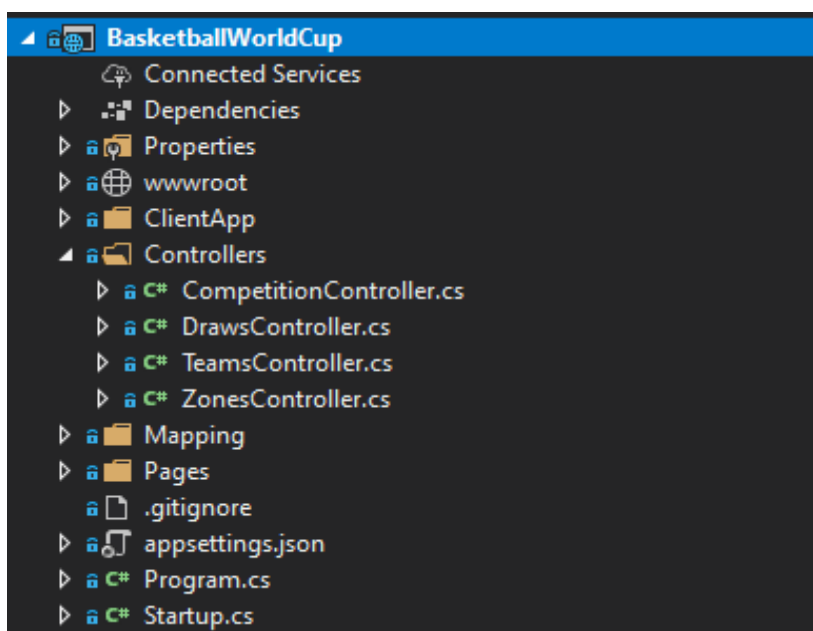 BasketballWorldCup
Connected Services
Dependencies
Properties
wwwroot
ClientApp
Controllers
C# CompetitionController.cs
C# DrawsController.cs
C# TeamsController.cs
C# ZonesController.cs
Mapping
Pages
.gitignore
appsettings.json
C# Program.cs
C# Startup.cs